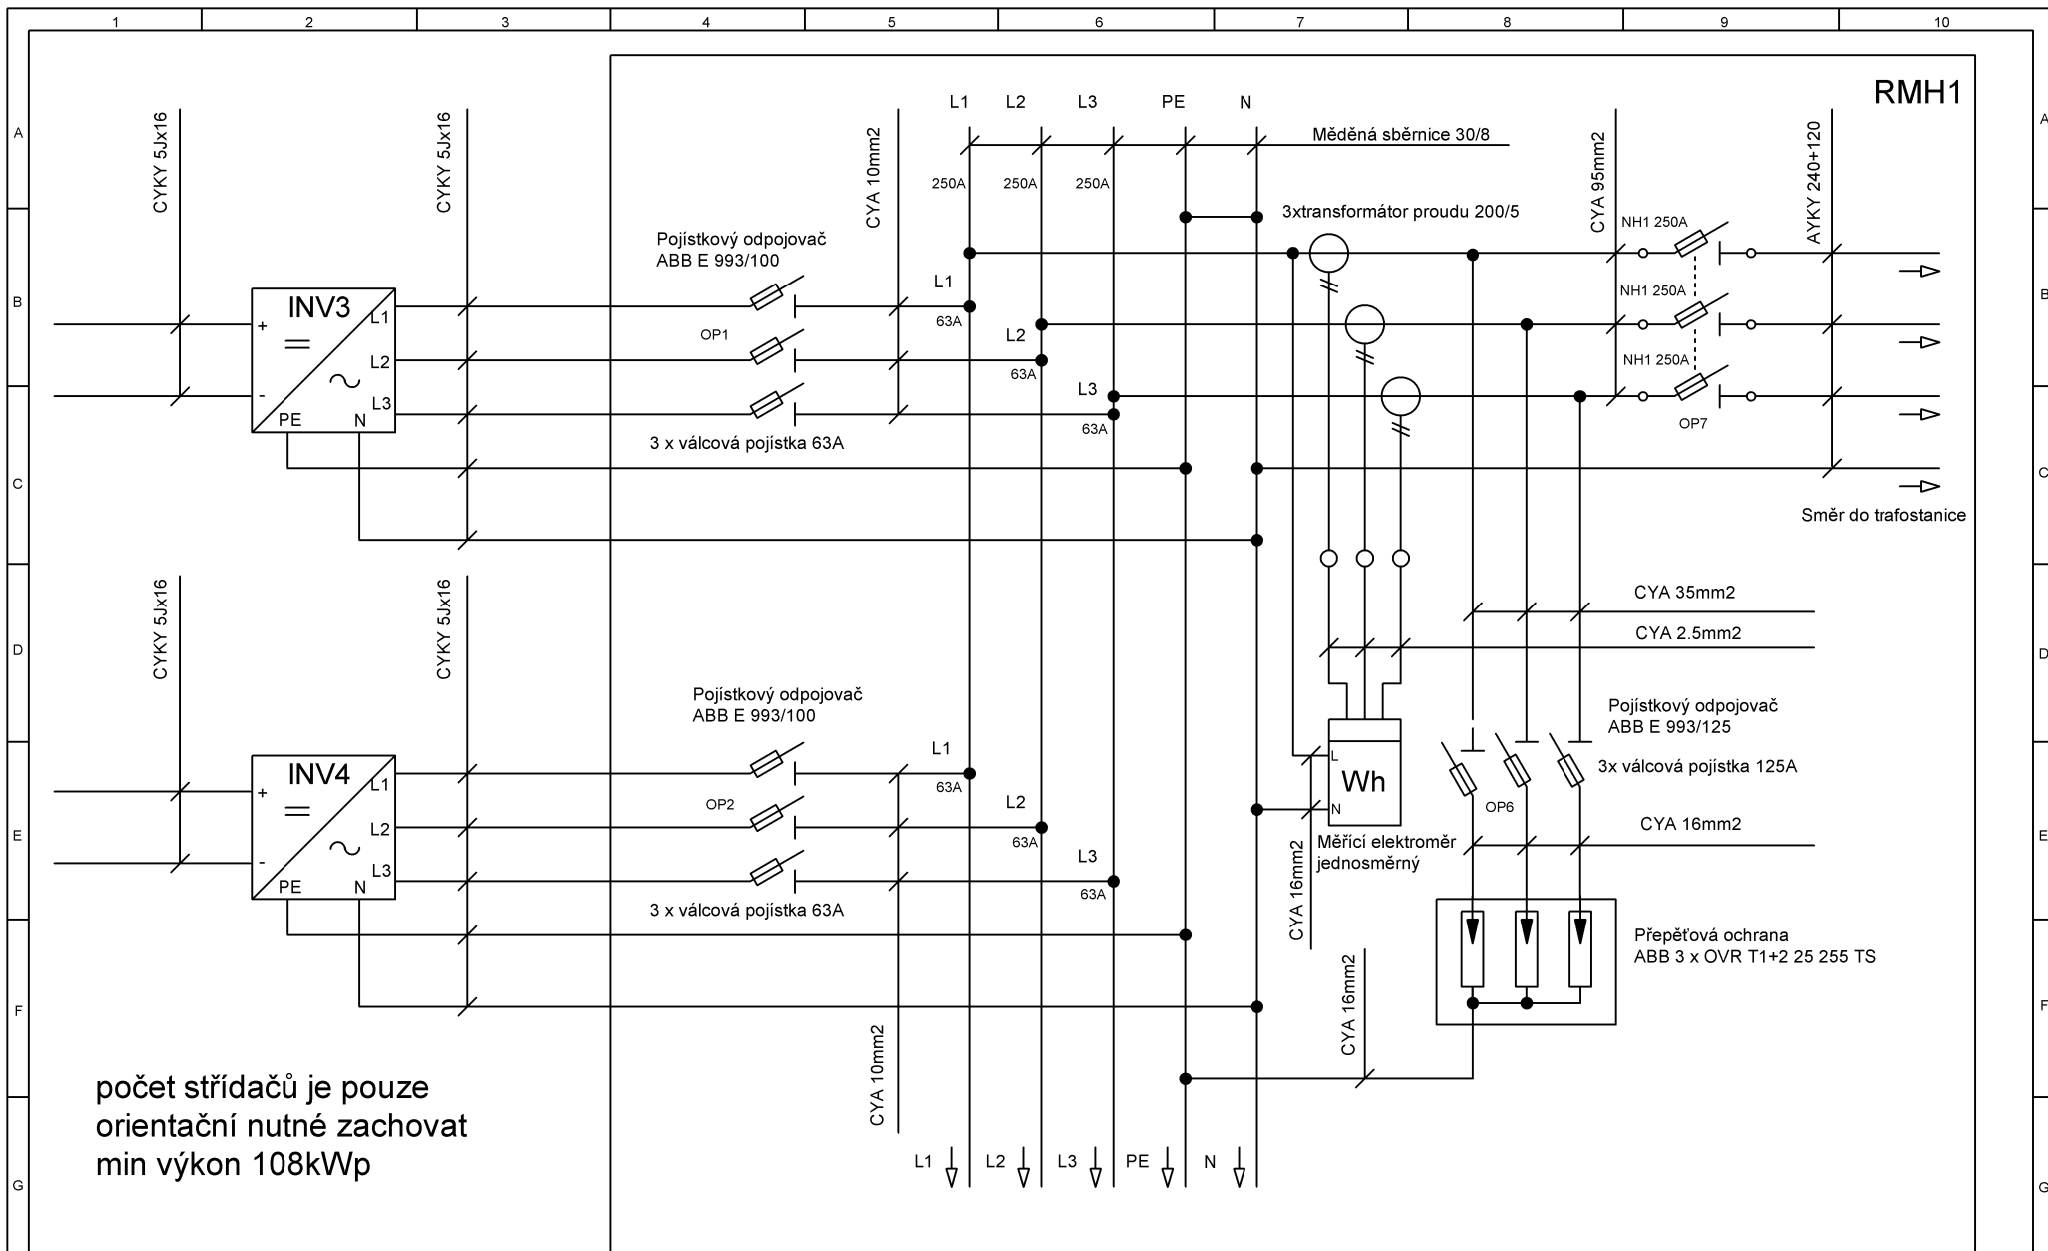 1
2
3
4
5
6
7
8
9
10
A
B
C
D
E
F
G
A
B
C
D
E
F
G
RMH1
CYKY 5Jx16
CYKY 5Jx16
CYA 10mm2
L1
L2
L3
PE
N
Měděná sběrnice 30/8
250A
250A
250A
CYA 95mm2
AYKY 240+120
3xtransformátor proudu 200/5
NH1 250A
NH1 250A
NH1 250A
OP7
Pojístkový odpojovač
ABB E 993/100
OP1
3 x válcová pojístka 63A
INV3
+
-
L1
L2
L3
PE
N
L1
63A
L2
63A
L3
63A
Směr do trafostanice
CYKY 5Jx16
CYKY 5Jx16
CYA 35mm2
CYA 2.5mm2
Pojístkový odpojovač
ABB E 993/100
OP2
3 x válcová pojístka 63A
INV4
+
-
L1
L2
L3
PE
N
L1
63A
L2
63A
L3
63A
L
Wh
N
Měřící elektroměr
jednosměrný
CYA 16mm2
Pojístkový odpojovač
ABB E 993/125
3x válcová pojístka 125A
OP6
CYA 16mm2
Přepěťová ochrana
ABB 3 x OVR T1+2 25 255 TS
CYA 16mm2
CYA 10mm2
počet střídačů je pouze
orientační nutné zachovat
min výkon 108kWp
L1
L2
L3
PE
N